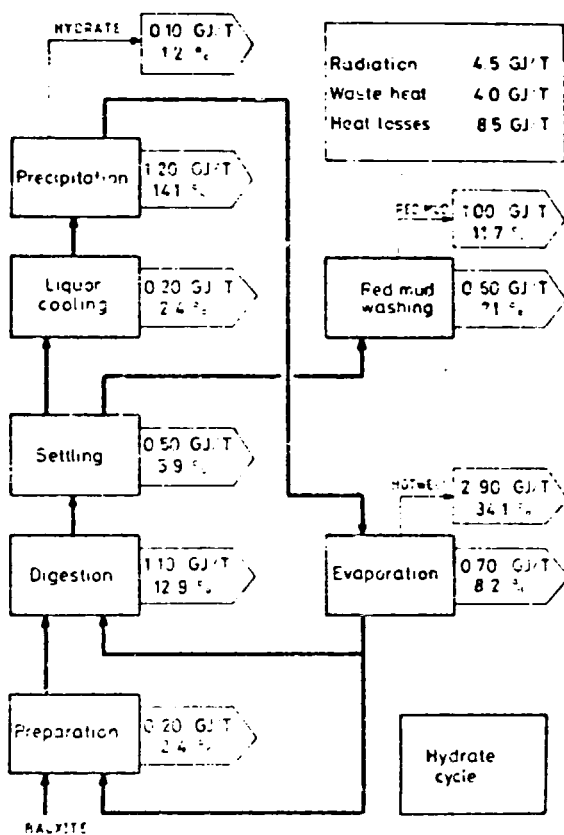 HYDRATE
0.10 GJ/T
1.2 %
Radiation 4.5 GJ/T
Waste heat 4.0 GJ/T
Heat losses 8.5 GJ/T
Precipitation
1.20 GJ/T
14.1 %
RED MUD
1.00 GJ/T
11.7 %
Liquor
cooling
0.20 GJ/T
2.4 %
Red mud
washing
0.60 GJ/T
7.1 %
Settling
0.50 GJ/T
5.9 %
HOTWELL
2.90 GJ/T
34.1 %
Digestion
1.10 GJ/T
12.9 %
Evaporation
0.70 GJ/T
8.2 %
Preparation
0.20 GJ/T
2.4 %
Hydrate
cycle
BAUXITE